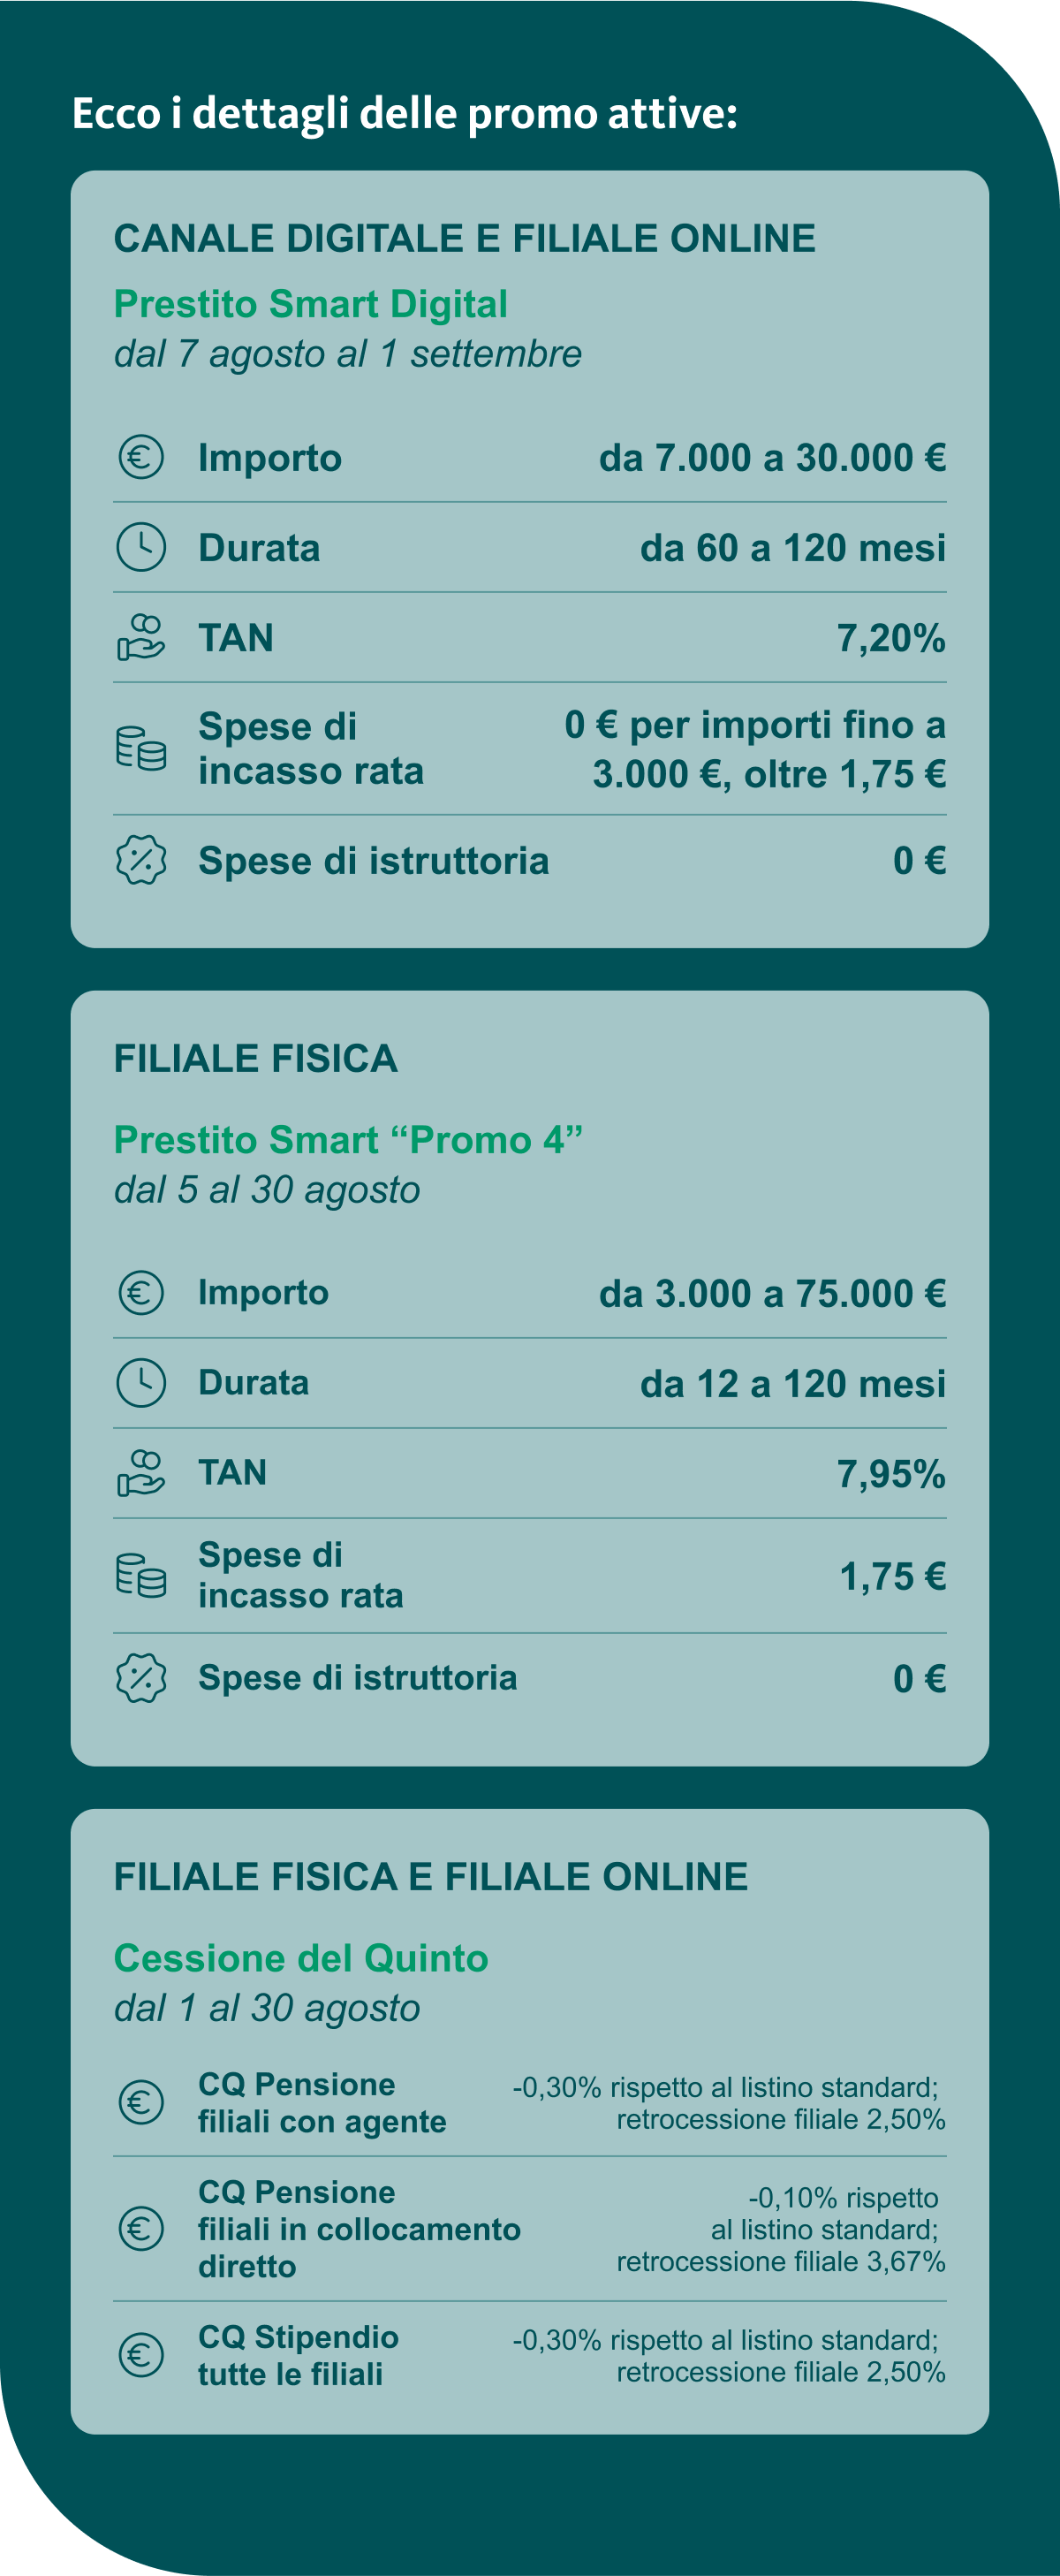 Ecco i dettagli delle promo attive:
CANALE DIGITALE E FILIALE ONLINE
Prestito Smart Digital
dal 7 agosto al 1 settembre
Importo da 7.000 a 30.000 €
Durata da 60 a 120 mesi
TAN 7,20%
Spese di
incasso rata
0 € per importi fino a
3.000 €, oltre 1,75 €
Spese di istruttoria 0 €
FILIALE FISICA
Prestito Smart “Promo 4”
dal 5 al 30 agosto
Importo da 3.000 a 75.000 €
Durata da 12 a 120 mesi
TAN 7,95%
Spese di
incasso rata
1,75 €
Spese di istruttoria 0 €
FILIALE FISICA E FILIALE ONLINE
Cessione del Quinto
dal 1 al 30 agosto
CQ Pensione
filiali con agente
-0,30% rispetto al listino standard;
retrocessione filiale 2,50%
CQ Pensione
filiali in collocamento
diretto
-0,10% rispetto
al listino standard;
retrocessione filiale 3,67%
CQ Stipendio
tutte le filiali
-0,30% rispetto al listino standard;
retrocessione filiale 2,50%